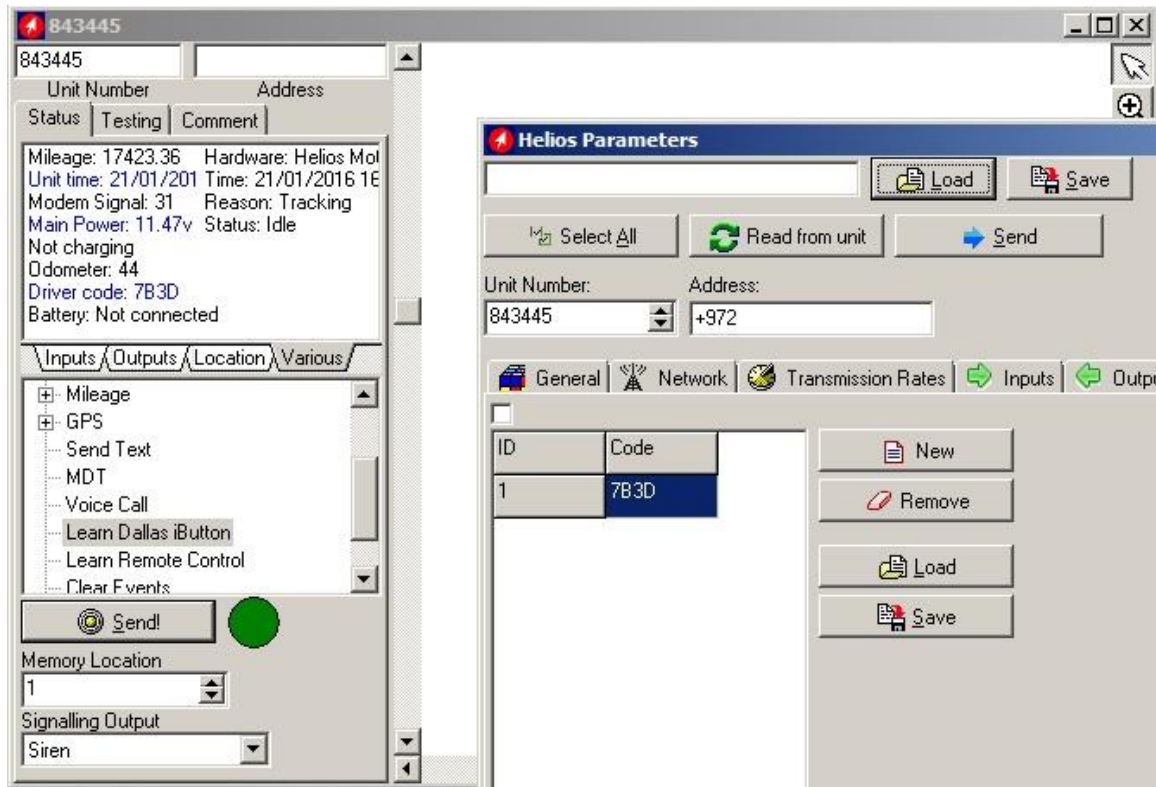 843445
843445
Unit Number Address
Status Testing Comment
Mileage: 17423.36 Hardware: Helios Mot
Unit time: 21/01/201 Time: 21/01/2016 16
Modem Signal: 31 Reason: Tracking
Main Power: 11.47v Status: Idle
Not charging
Odometer: 44
Driver code: 7B3D
Battery: Not connected
Inputs Outputs Location Various
Mileage
GPS
Send Text
MDT
Voice Call
Learn Dallas iButton
Learn Remote Control
Clear Events
Send!
Memory Location
1
Signalling Output
Siren
Helios Parameters
Load Save
Select All Read from unit Send
Unit Number: Address:
843445 +972
General Network Transmission Rates Inputs Outpu
ID Code
1 7B3D
New
Remove
Load
Save